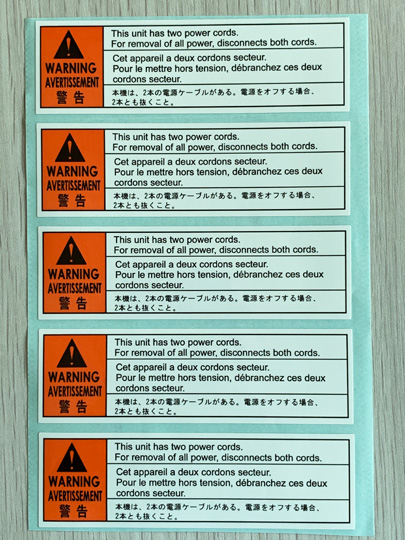 WARNING
AVERTISSEMENT
警告
This unit has two power cords.
For removal of all power, disconnects both cords.
Cet appareil a deux cordons secteur.
Pour le mettre hors tension, débranchez ces deux
cordons secteur.
本機は、2本の電源ケーブルがある。電源をオフする場合、
2本とも抜くこと。
WARNING
AVERTISSEMENT
警告
This unit has two power cords.
For removal of all power, disconnects both cords.
Cet appareil a deux cordons secteur.
Pour le mettre hors tension, débranchez ces deux
cordons secteur.
本機は、2本の電源ケーブルがある。電源をオフする場合、
2本とも抜くこと。
WARNING
AVERTISSEMENT
警告
This unit has two power cords.
For removal of all power, disconnects both cords.
Cet appareil a deux cordons secteur.
Pour le mettre hors tension, débranchez ces deux
cordons secteur.
本機は、2本の電源ケーブルがある。電源をオフする場合、
2本とも抜くこと。
WARNING
AVERTISSEMENT
警告
This unit has two power cords.
For removal of all power, disconnects both cords.
Cet appareil a deux cordons secteur.
Pour le mettre hors tension, débranchez ces deux
cordons secteur.
本機は、2本の電源ケーブルがある。電源をオフする場合、
2本とも抜くこと。
WARNING
AVERTISSEMENT
警告
This unit has two power cords.
For removal of all power, disconnects both cords.
Cet appareil a deux cordons secteur.
Pour le mettre hors tension, débranchez ces deux
cordons secteur.
本機は、2本の電源ケーブルがある。電源をオフする場合、
2本とも抜くこと。